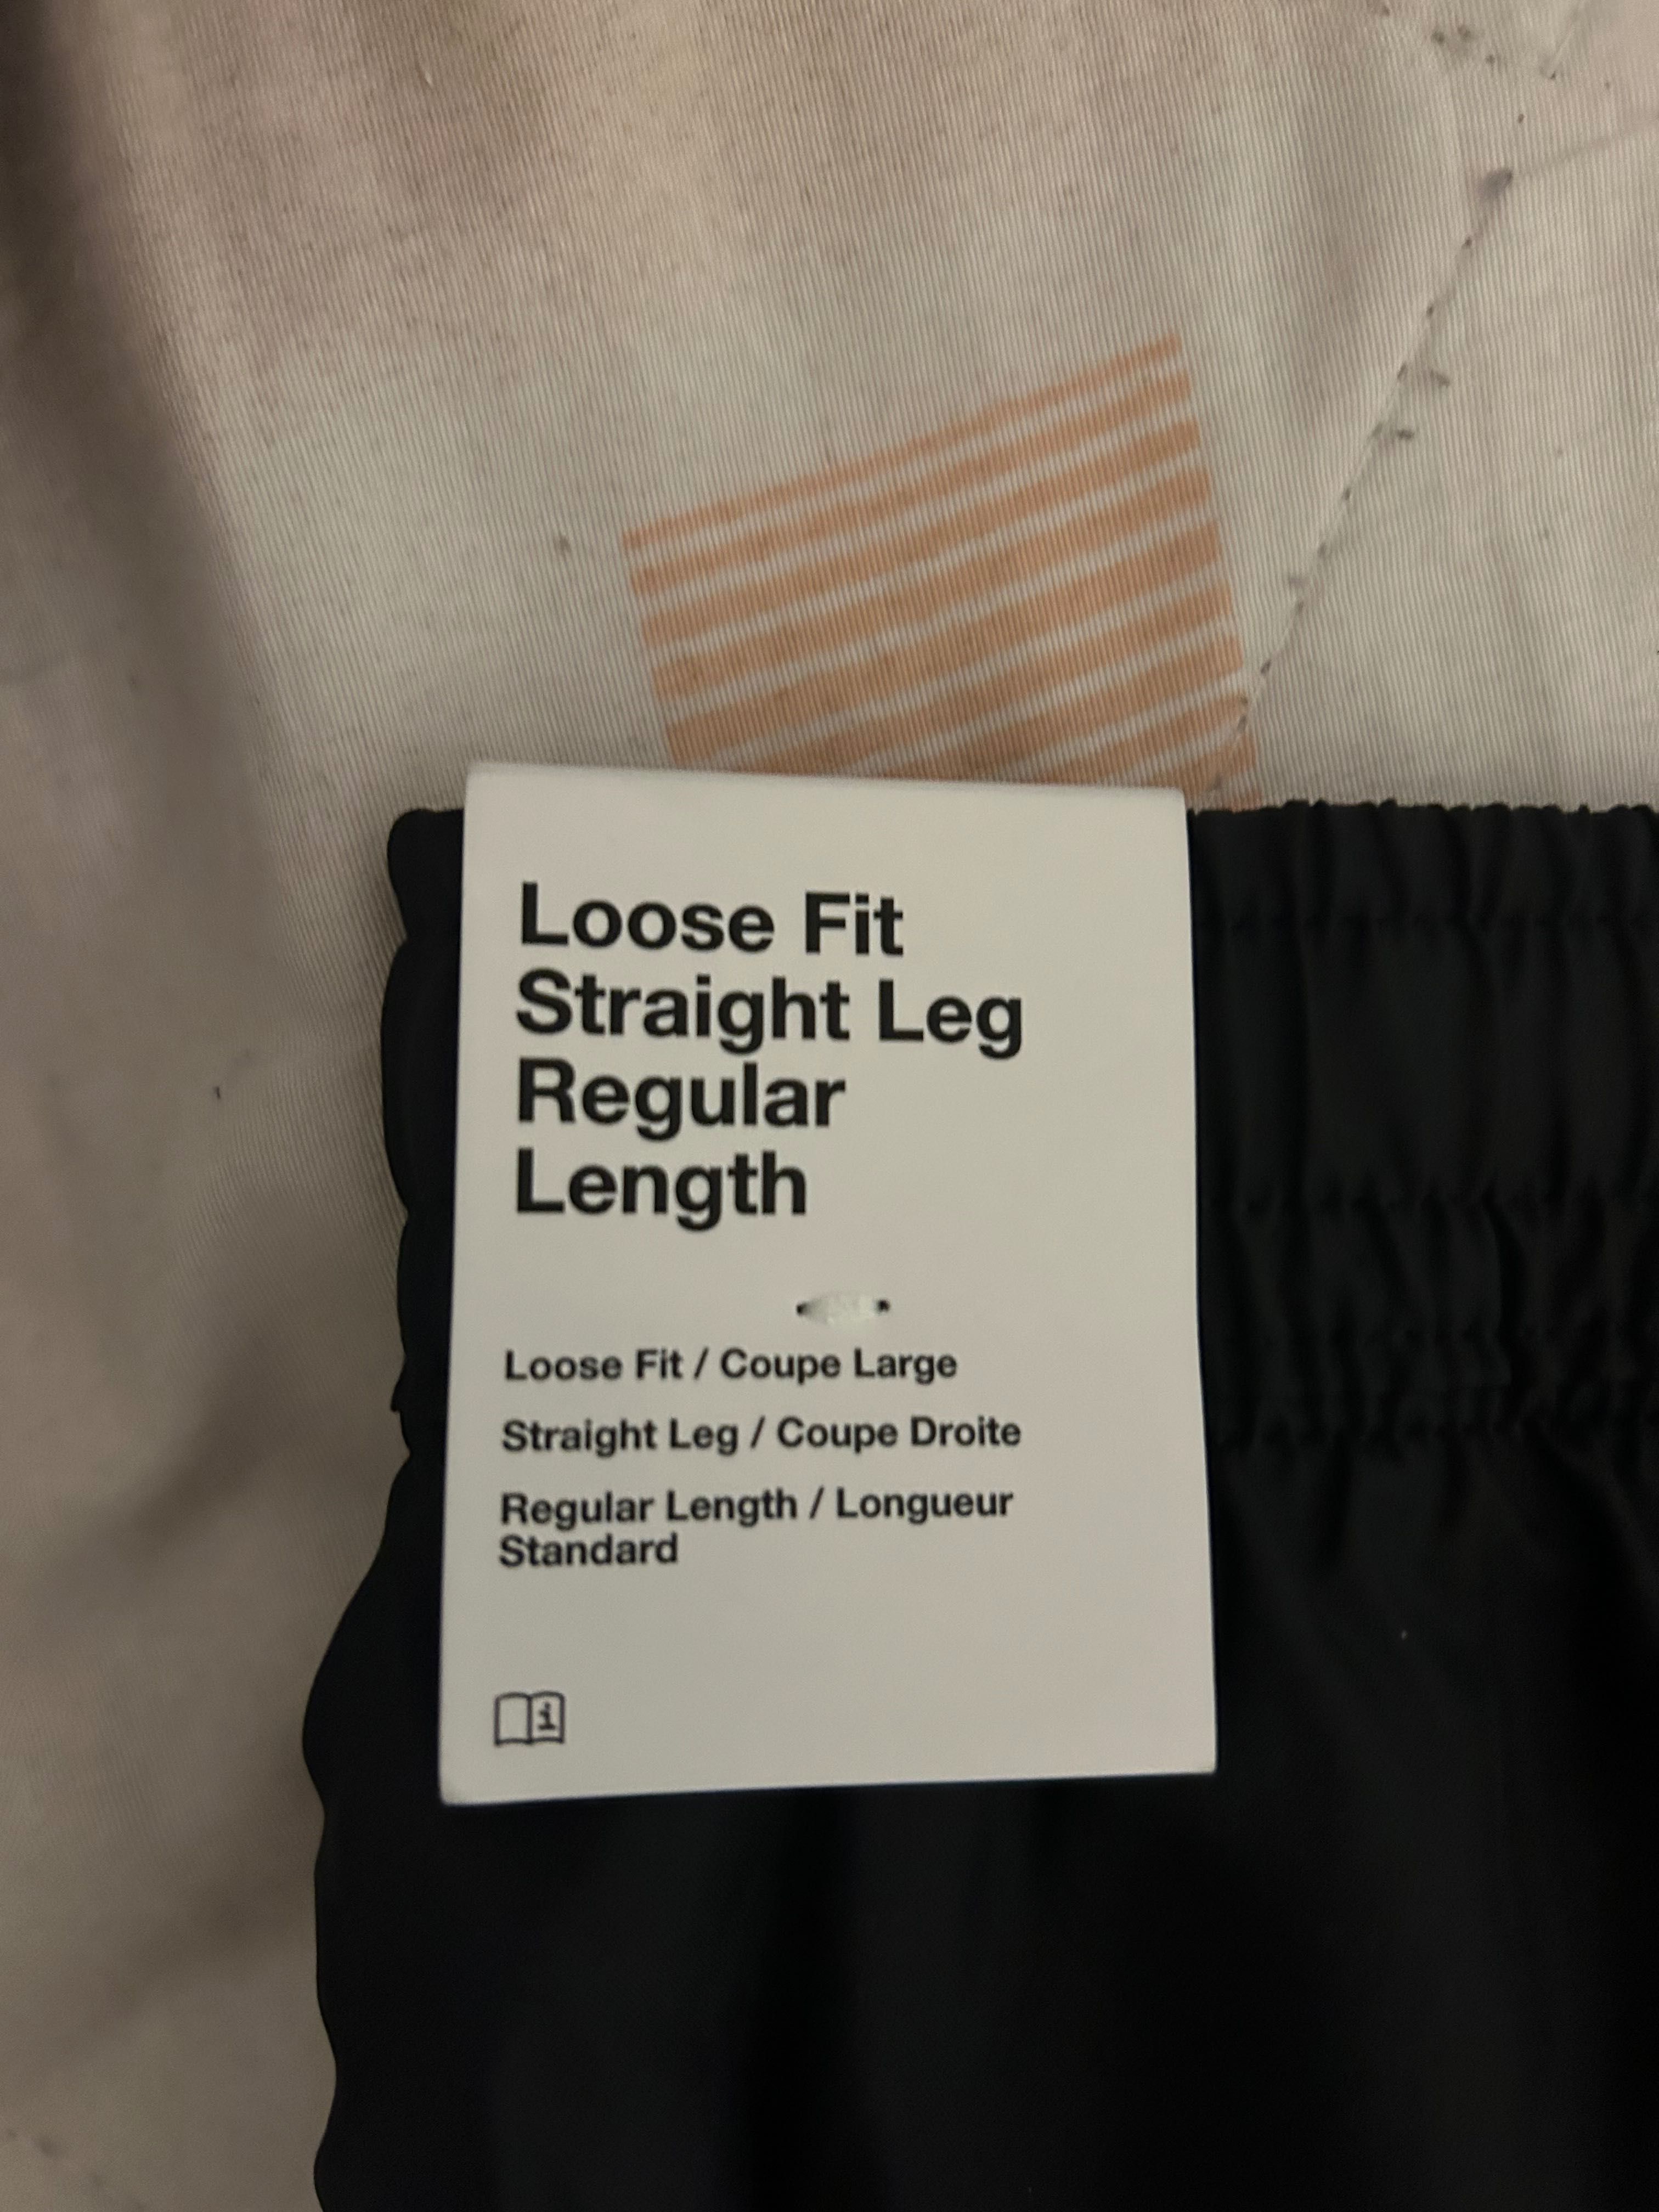 Loose Fit
Straight Leg
Regular
Length
Loose Fit / Coupe Large
Straight Leg / Coupe Droite
Regular Length / Longueur
Standard
i